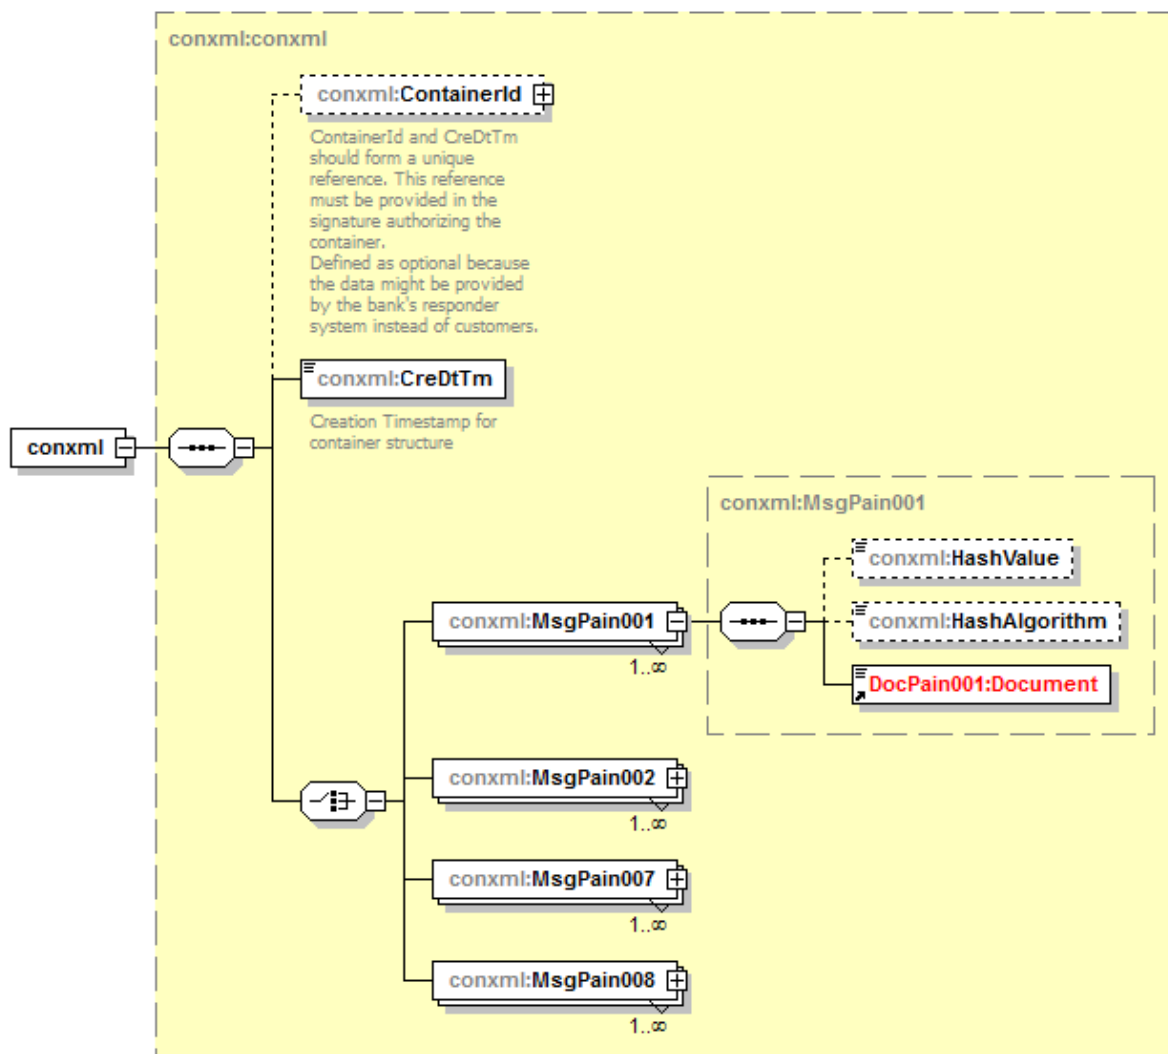 conxml:conxml
conxml:ContainerId
ContainerId and CreDtTm
should form a unique
reference. This reference
must be provided in the
signature authorizing the
container.
Defined as optional because
the data might be provided
by the bank's responder
system instead of customers.
conxml:CreDtTm
Creation Timestamp for
container structure
conxml
conxml:MsgPain001
conxml:HashValue
conxml:HashAlgorithm
DocPain001:Document
conxml:MsgPain001
1..∞
conxml:MsgPain002
1..∞
conxml:MsgPain007
1..∞
conxml:MsgPain008
1..∞